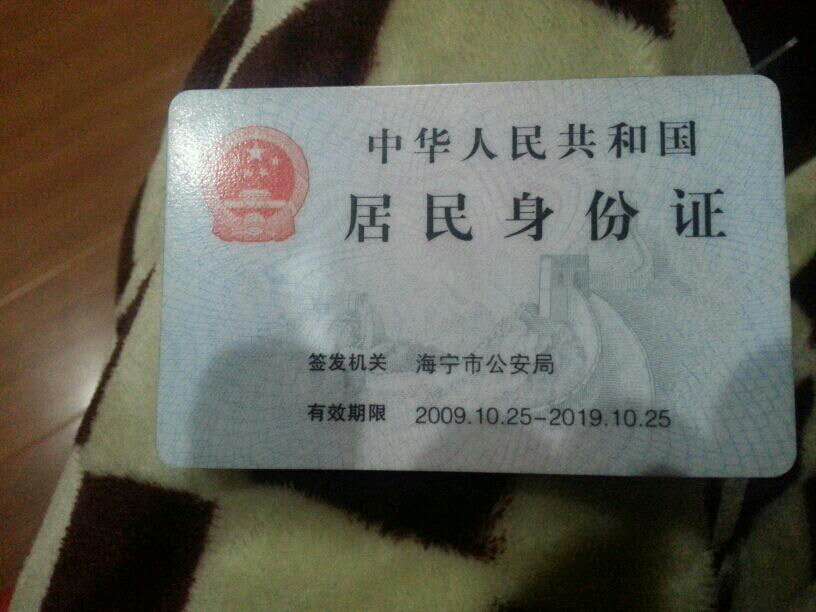 中华人民共和国
居民身份证
签发机关 海宁市公安局
有效期限 2009.10.25-2019.10.25